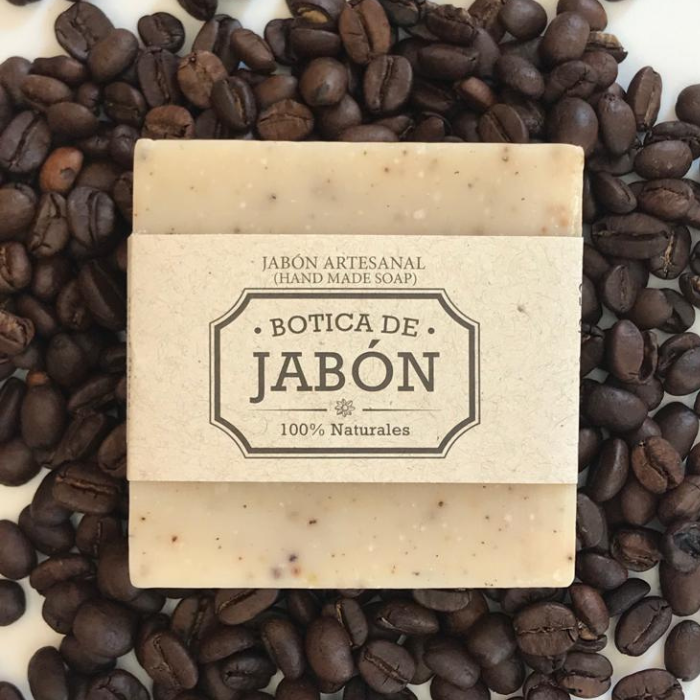 JABÓN ARTESANAL
(HAND MADE SOAP)
• BOTICA DE •
JABÓN
100% Naturales